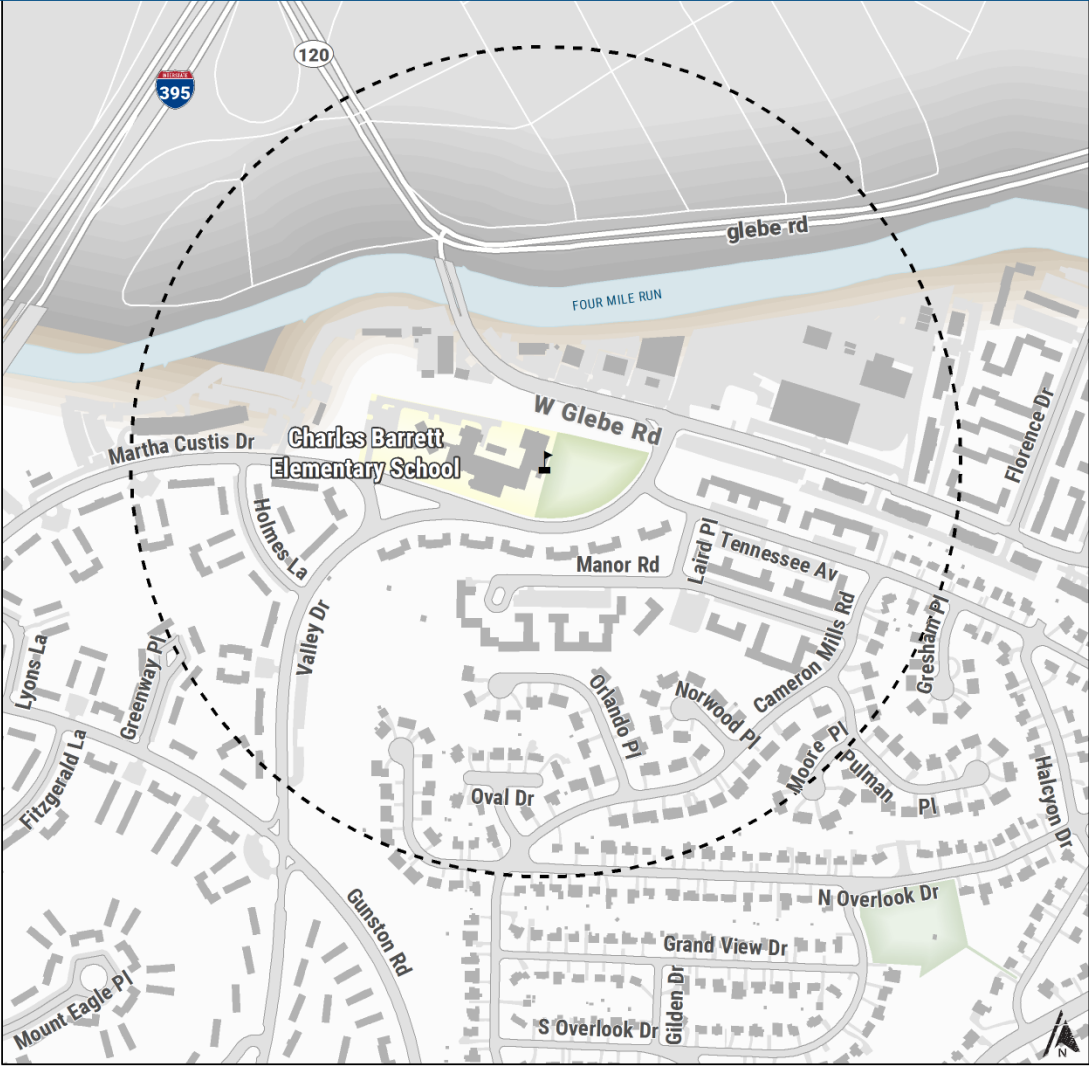 120
INTERSTATE
395
glebe rd
FOUR MILE RUN
W Glebe Rd
Florence Dr
Martha Custis Dr
Charles Barrett
Elementary School
Holmes La
Laird Pl
Tennessee Av
Manor Rd
Valley Dr
Cameron Mills Rd
Gresham Pl
Lyons La
Greenway Pl
Orlando Pl
Norwood Pl
Moore Pl
Pulman
Pl
Fitzgerald La
Oval Dr
Halcyon Dr
N Overlook Dr
Gunston Rd
Grand View Dr
Gilden Dr
S Overlook Dr
Mount Eagle Pl
N